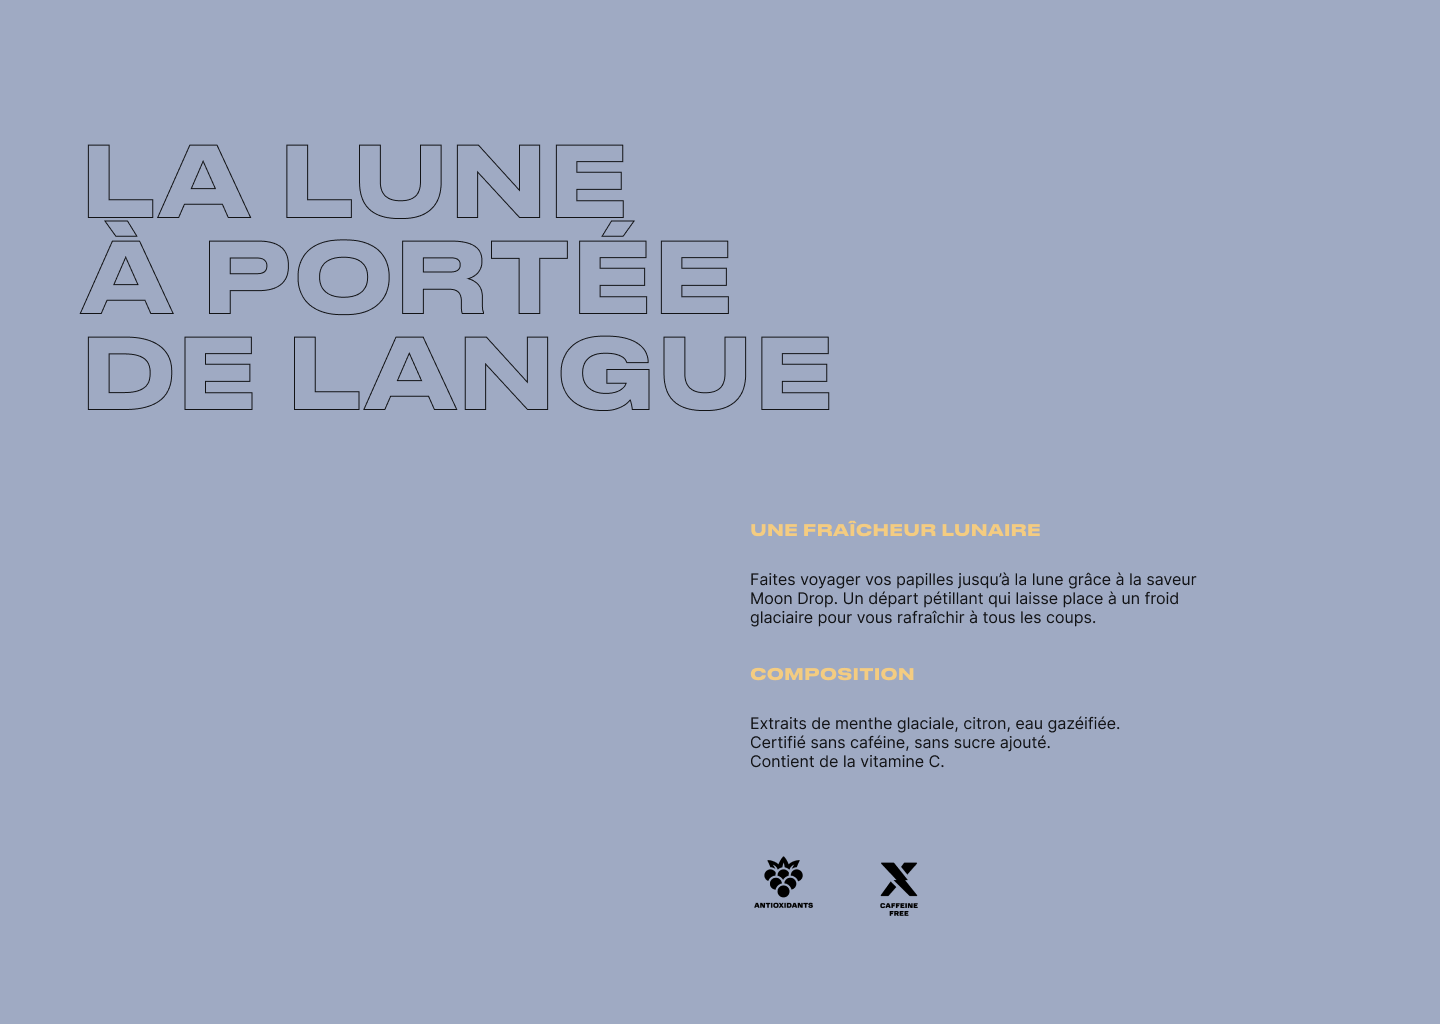 LA LUNE
À PORTÉE
DE LANGUE
UNE FRAÎCHEUR LUNAIRE
Faites voyager vos papilles jusqu’à la lune grâce à la saveur
Moon Drop. Un départ pétillant qui laisse place à un froid
glaciaire pour vous rafraîchir à tous les coups.
COMPOSITION
Extraits de menthe glaciale, citron, eau gazéifiée.
Certifié sans caféine, sans sucre ajouté.
Contient de la vitamine C.
ANTIOXIDANTS
CAFFEINE
FREE